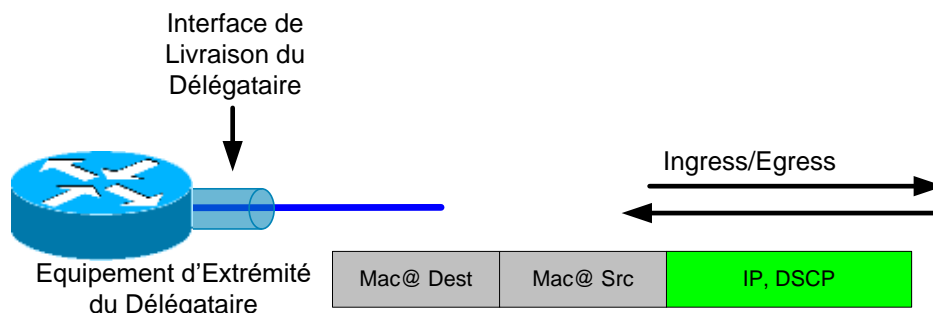 Interface de
Livraison du
Délégataire
Ingress/Egress
Equipement d'Extrémité
du Délégataire
Mac@ Dest
Mac@ Src
IP, DSCP